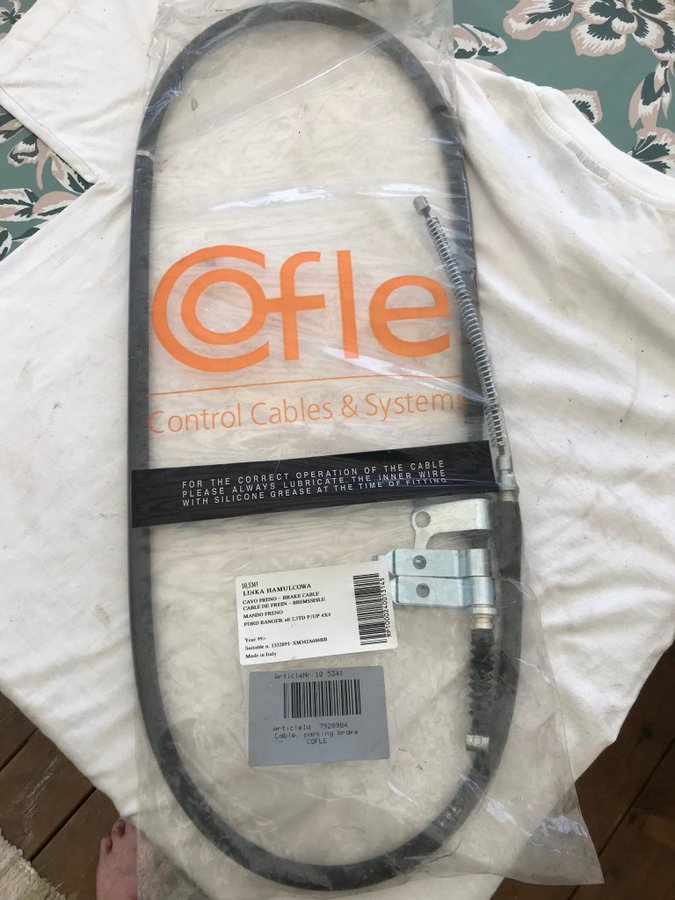 Cofle
Control Cables & Systems
FOR THE CORRECT OPERATION OF THE CABLE
PLEASE ALWAYS LUBRICATE THE INNER WIRE
WITH SILICONE GREASE AT THE TIME OF FITTING
10.5341
LINKA HAMULCOWA
CAVO FRENO - BRAKE CABLE
CABLE DE FREIN - BREMSSEILE
MANDO FRENO
FORD RANGER all 2,5TD P/UP 4X4
Year 99>
Suitable n. 1332891-XM342A604BB
Made in Italy
ArticleNr:10.5341
ArticleId 7928984
Cable, parking brake
COFLE